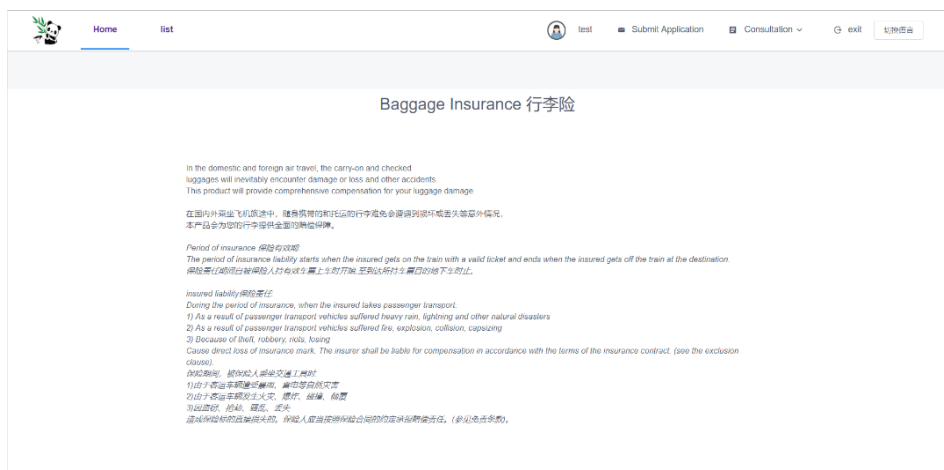 Home
list
test
Submit Application
Consultation
exit
切换语言
Baggage Insurance 行李险
In the domestic and foreign air travel, the carry-on and checked
luggages will inevitably encounter damage or loss and other accidents.
This product will provide comprehensive compensation for your luggage damage
在国内外乘坐飞机旅途中，随身携带的和托运的行李难免会遭遇到损坏或丢失等意外情况，
本产品会为您的行李提供全面的赔偿保障。
Period of insurance 保险有效期:
The period of insurance liability starts when the insured gets on the train with a valid ticket and ends when the insured gets off the train at the destination.
保险责任期间自被保险人持有效车票上车时开始,至到达所持车票目的地下车时止。
insured liability保险责任:
During the period of insurance, when the insured takes passenger transport:
1) As a result of passenger transport vehicles suffered heavy rain, lightning and other natural disasters
2) As a result of passenger transport vehicles suffered fire, explosion, collision, capsizing
3) Because of theft, robbery, riots, losing
Cause direct loss of insurance mark. The insurer shall be liable for compensation in accordance with the terms of the insurance contract. (see the exclusion
clause).
保险期间，被保险人乘坐交通工具时:
1)由于客运车辆遭受暴雨、雷电等自然灾害
2)由于客运车辆发生火灾、爆炸、碰撞、倾覆
3)因盗窃、抢劫、骚乱、丢失
造成保险标的直接损失的，保险人应当按照保险合同的约定承担赔偿责任。(参见免责条款)。